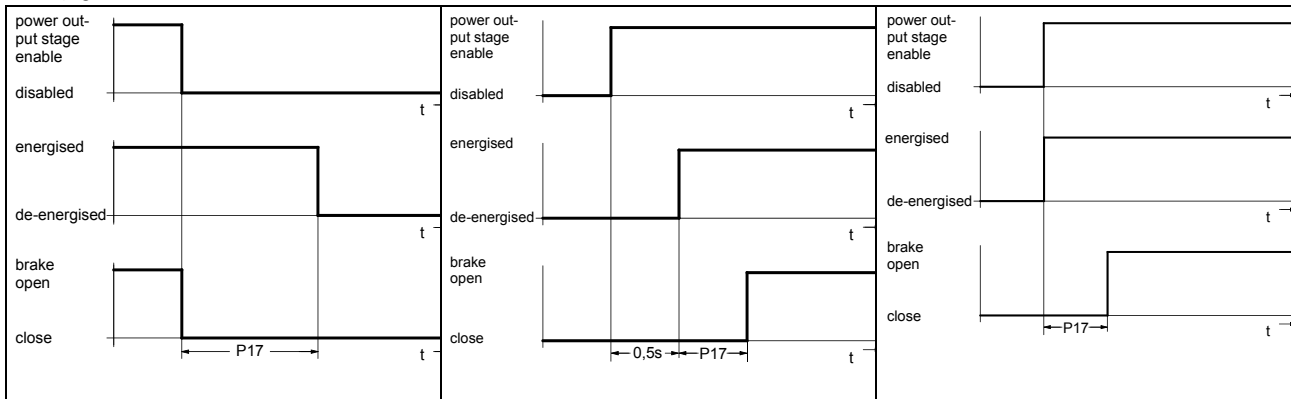 power out-
put stage
enable
disabled
t
energised
de-energised
t
brake
open
close
P17
t
power out-
put stage
enable
disabled
t
energised
de-energised
t
brake
open
close
0,5s
P17
t
power out-
put stage
enable
disabled
t
energised
de-energised
t
brake
open
close
P17
t